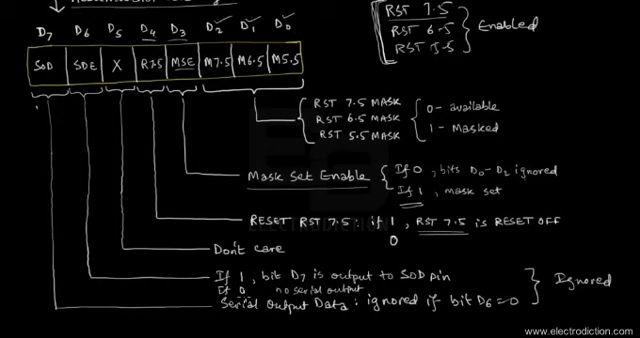 RST 7.5
RST 6.5
RST 5.5
Enabled
D7 D6 D5 D4 D3 D2 D1 D0
SOD SDE X R7.5 MSE M7.5 M6.5 M5.5
RST 7.5 MASK
RST 6.5 MASK
RST 5.5 MASK
0- available
1- Masked
Mask Set Enable
If 0, bits D0-D2 ignored
If 1, mask set
RESET RST 7.5: if 1, RST 7.5 is RESET OFF
0
Don't care
If 1, bit D7 is output to SOD pin
If 0 no serial output
Serial Output Data: ignored if bit D6=0
Ignored
ELECTRODICTION
www.electrodiction.com